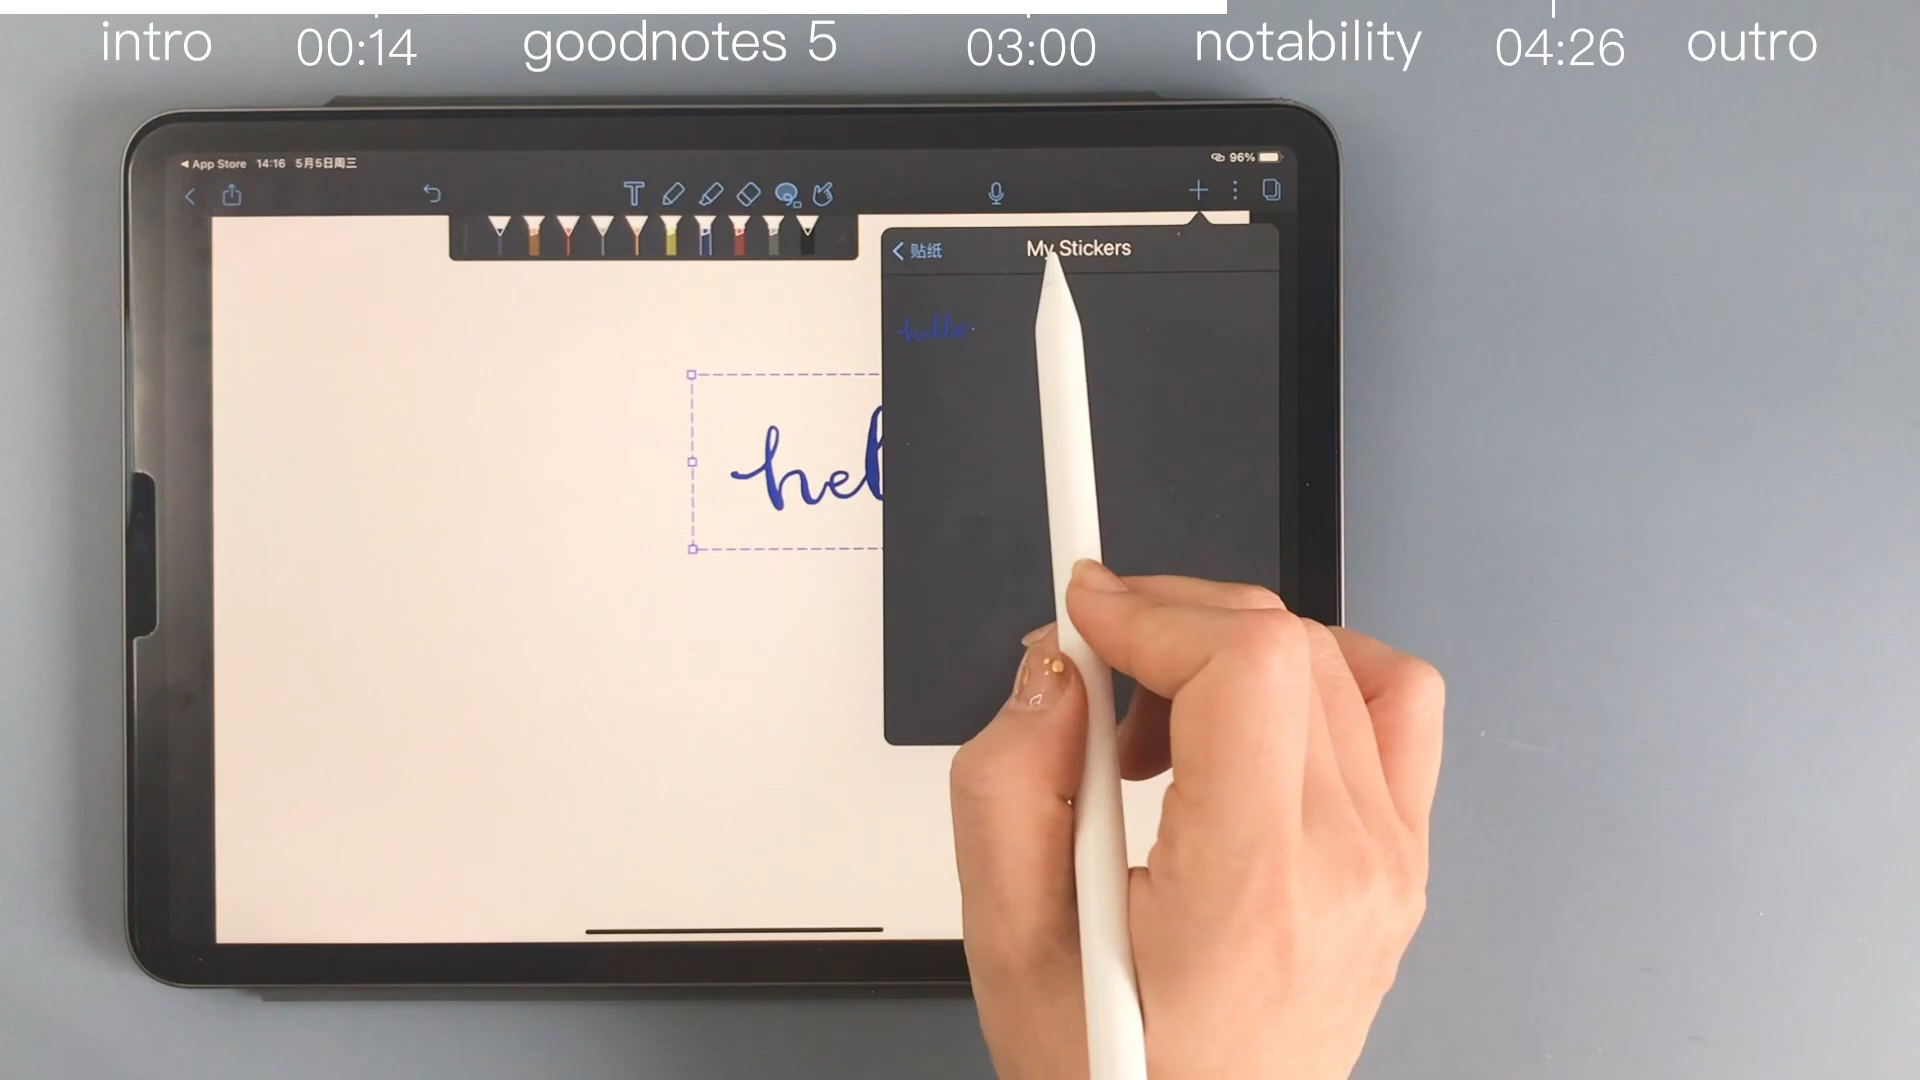 intro 00:14 goodnotes 5 03:00 notability 04:26 outro
App Store 14:16 5月5日周三 96%
贴纸 My Stickers
hello
hel